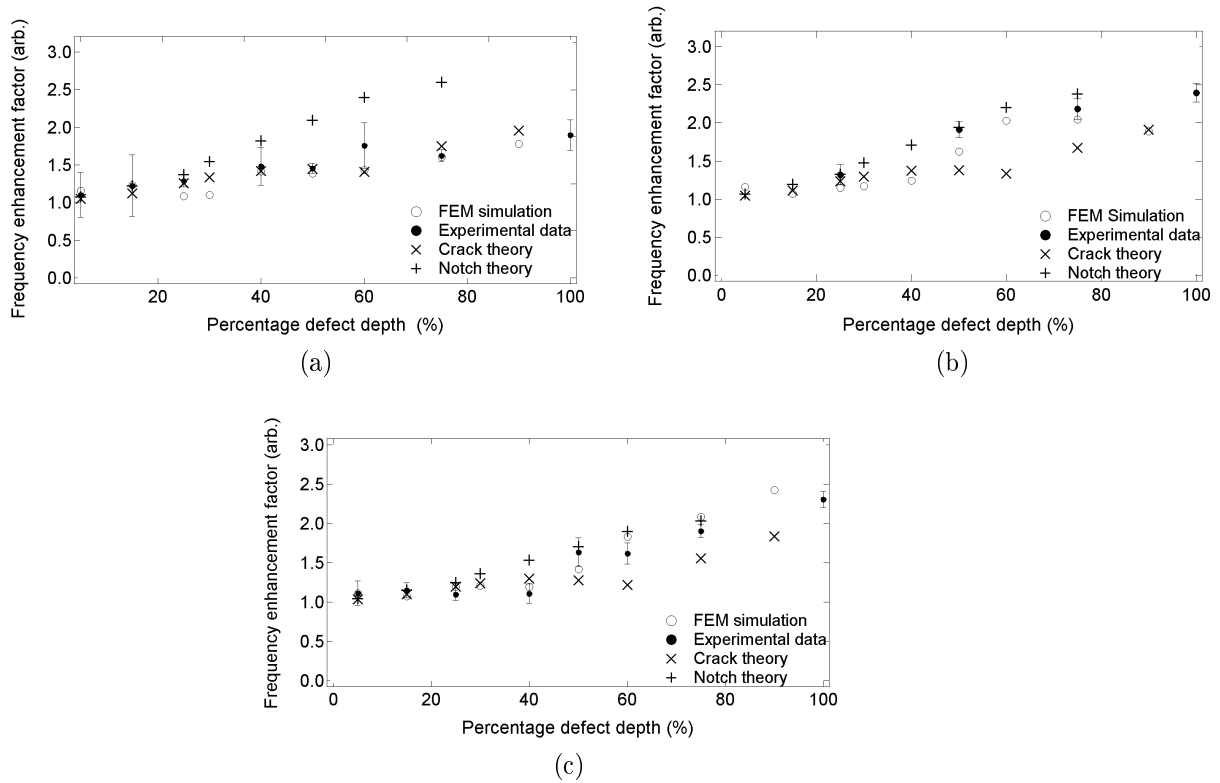 Frequency enhancement factor (arb.)
3.0
2.5
2.0
1.5
1.0
0.5
0.0
FEM simulation
Experimental data
Crack theory
Notch theory
20 40 60 80 100
Percentage defect depth (%)
(a)
Frequency enhancement factor (arb.)
3.0
2.5
2.0
1.5
1.0
0.5
0.0
FEM Simulation
Experimental data
Crack theory
Notch theory
0 20 40 60 80 100
Percentage defect depth (%)
(b)
Frequency enhancement factor (arb.)
3.0
2.5
2.0
1.5
1.0
0.5
0.0
FEM simulation
Experimental data
Crack theory
Notch theory
0 20 40 60 80 100
Percentage defect depth (%)
(c)